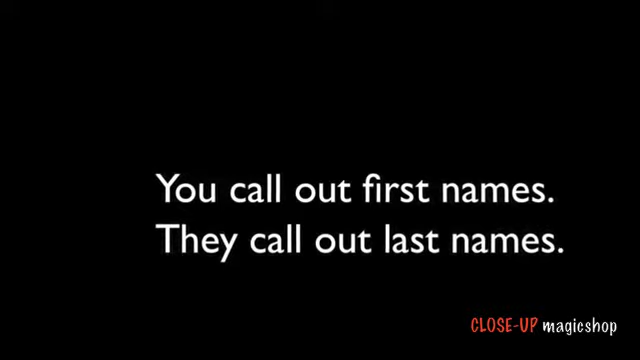 You call out first names.
They call out last names.
CLOSE-UP magicshop